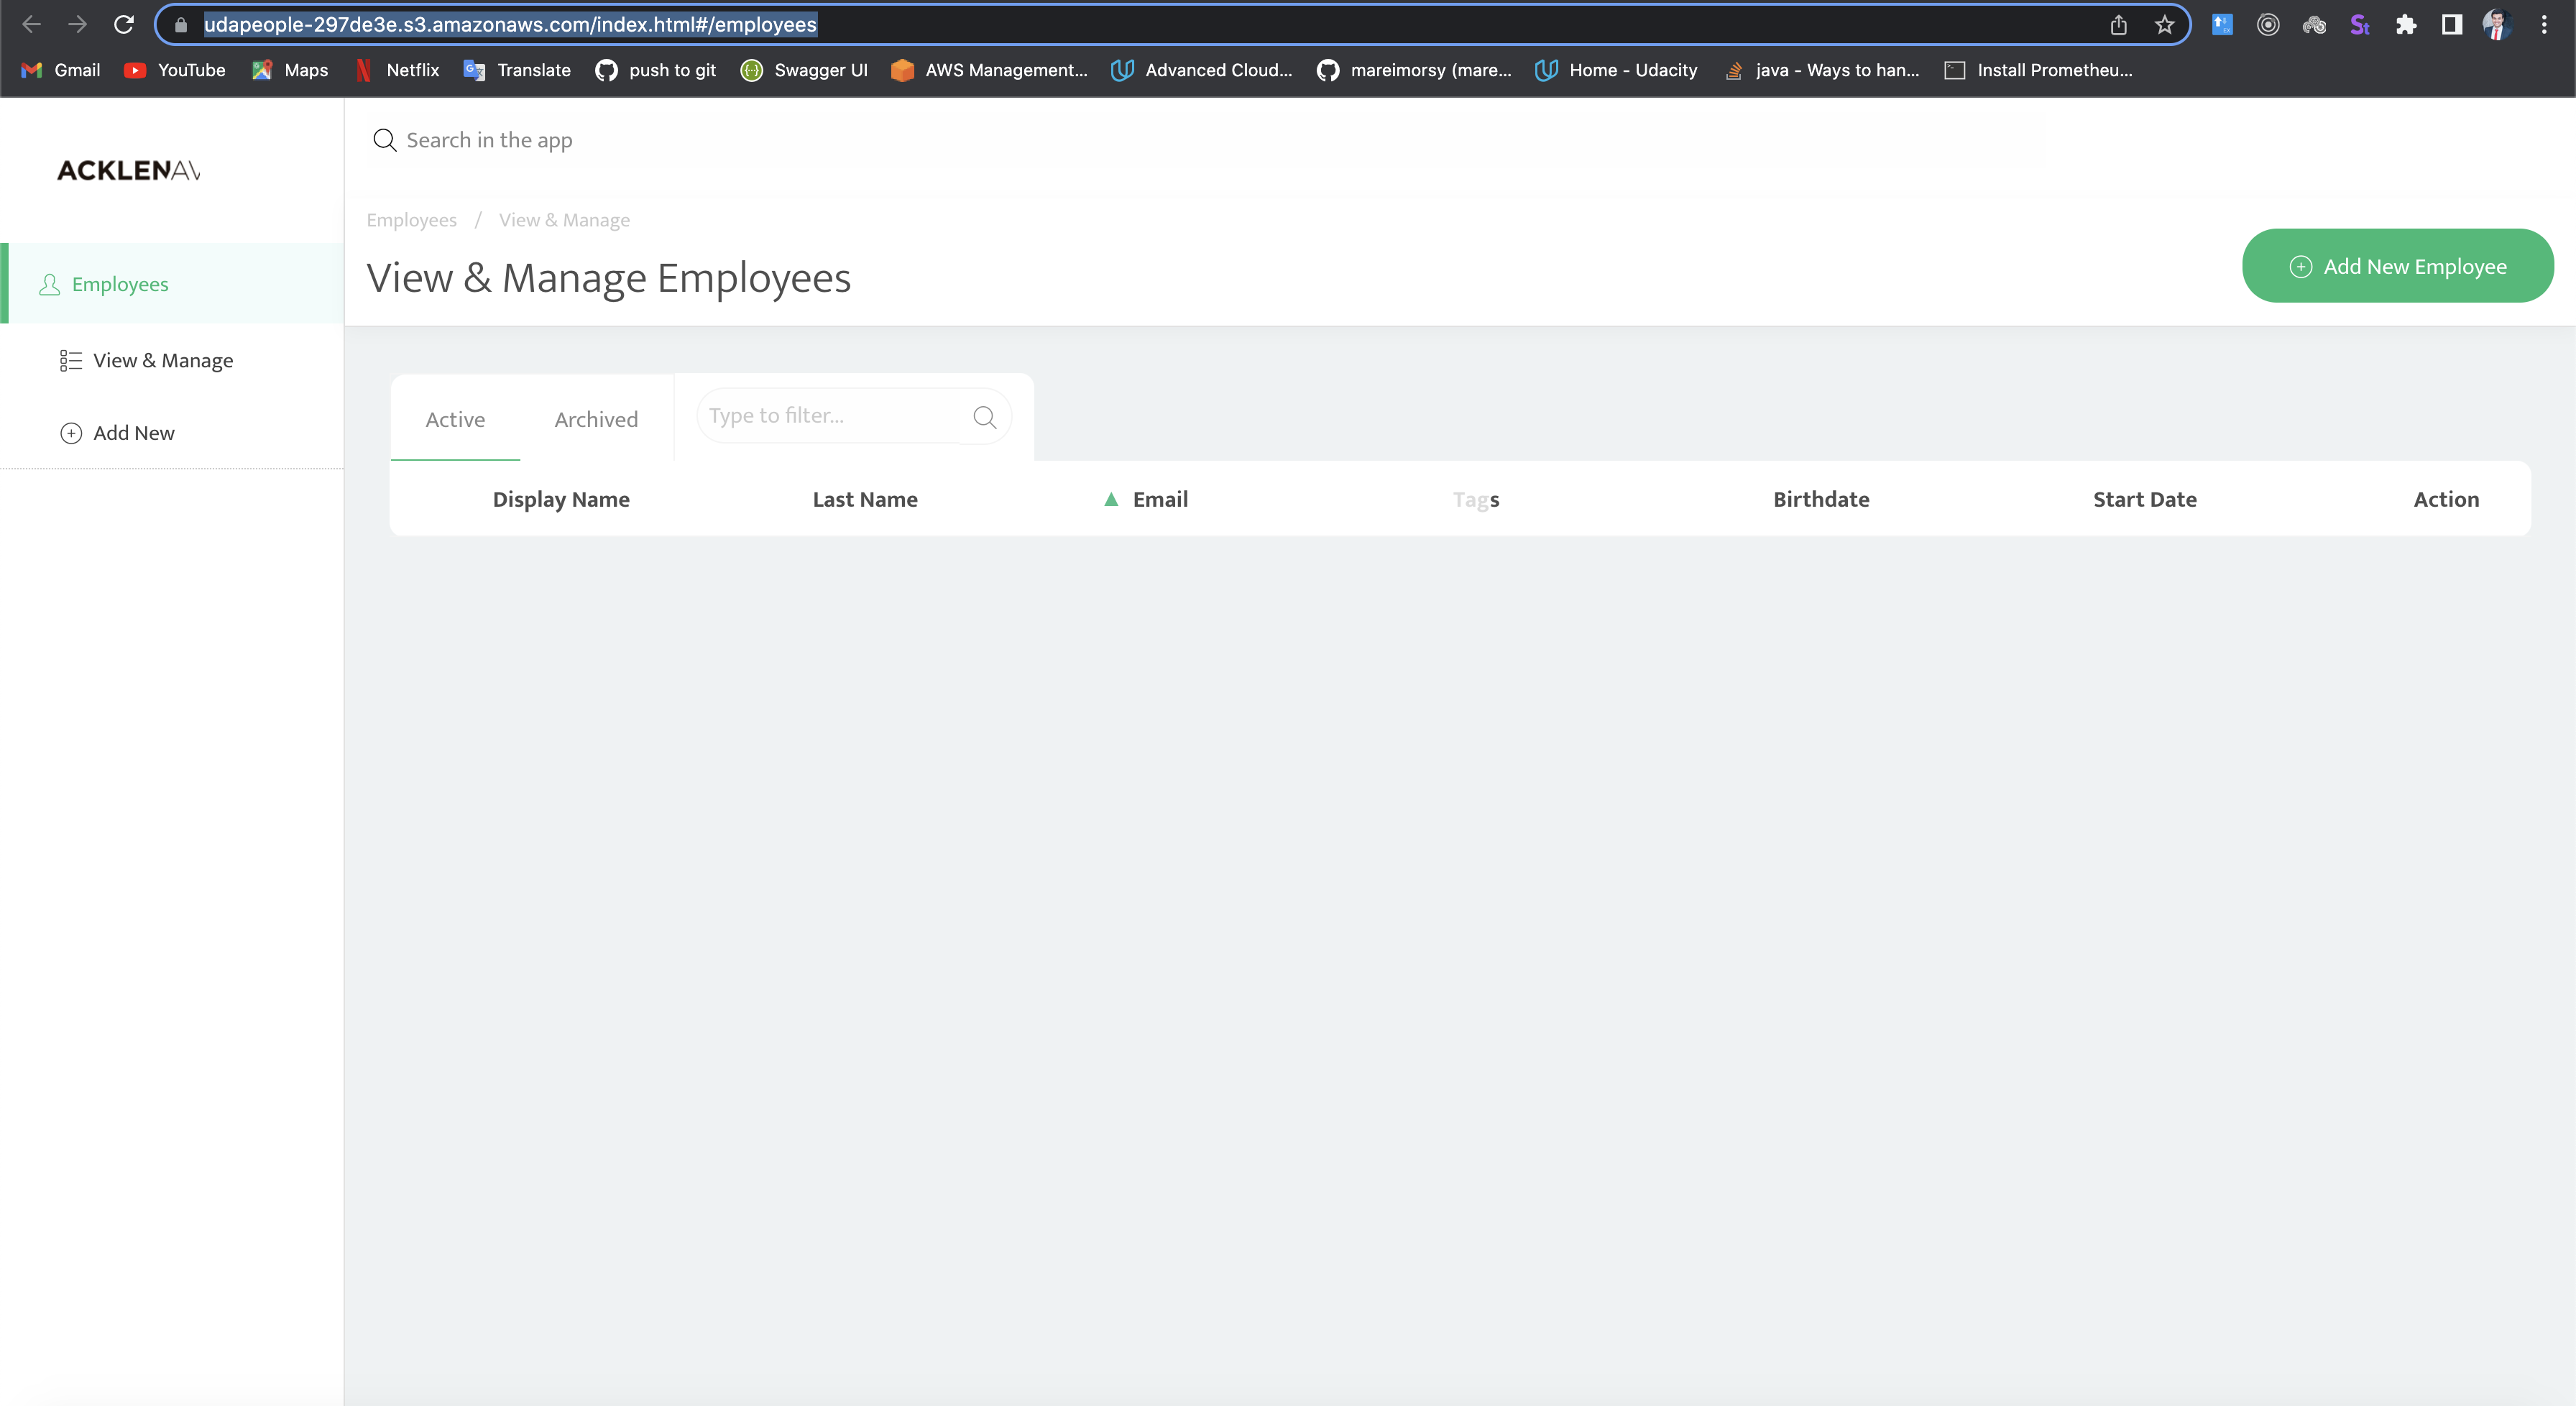 udapeople-297de3e.s3.amazonaws.com/index.html#/employees
Gmail YouTube Maps Netflix Translate push to git Swagger UI AWS Management... Advanced Cloud... mareimorsy (mare... Home - Udacity java - Ways to han... Install Prometheu...
ACKLENAV
Search in the app
Employees / View & Manage
View & Manage Employees
Add New Employee
Employees
View & Manage
Add New
Active Archived Type to filter...
Display Name Last Name ▲ Email Tags Birthdate Start Date Action